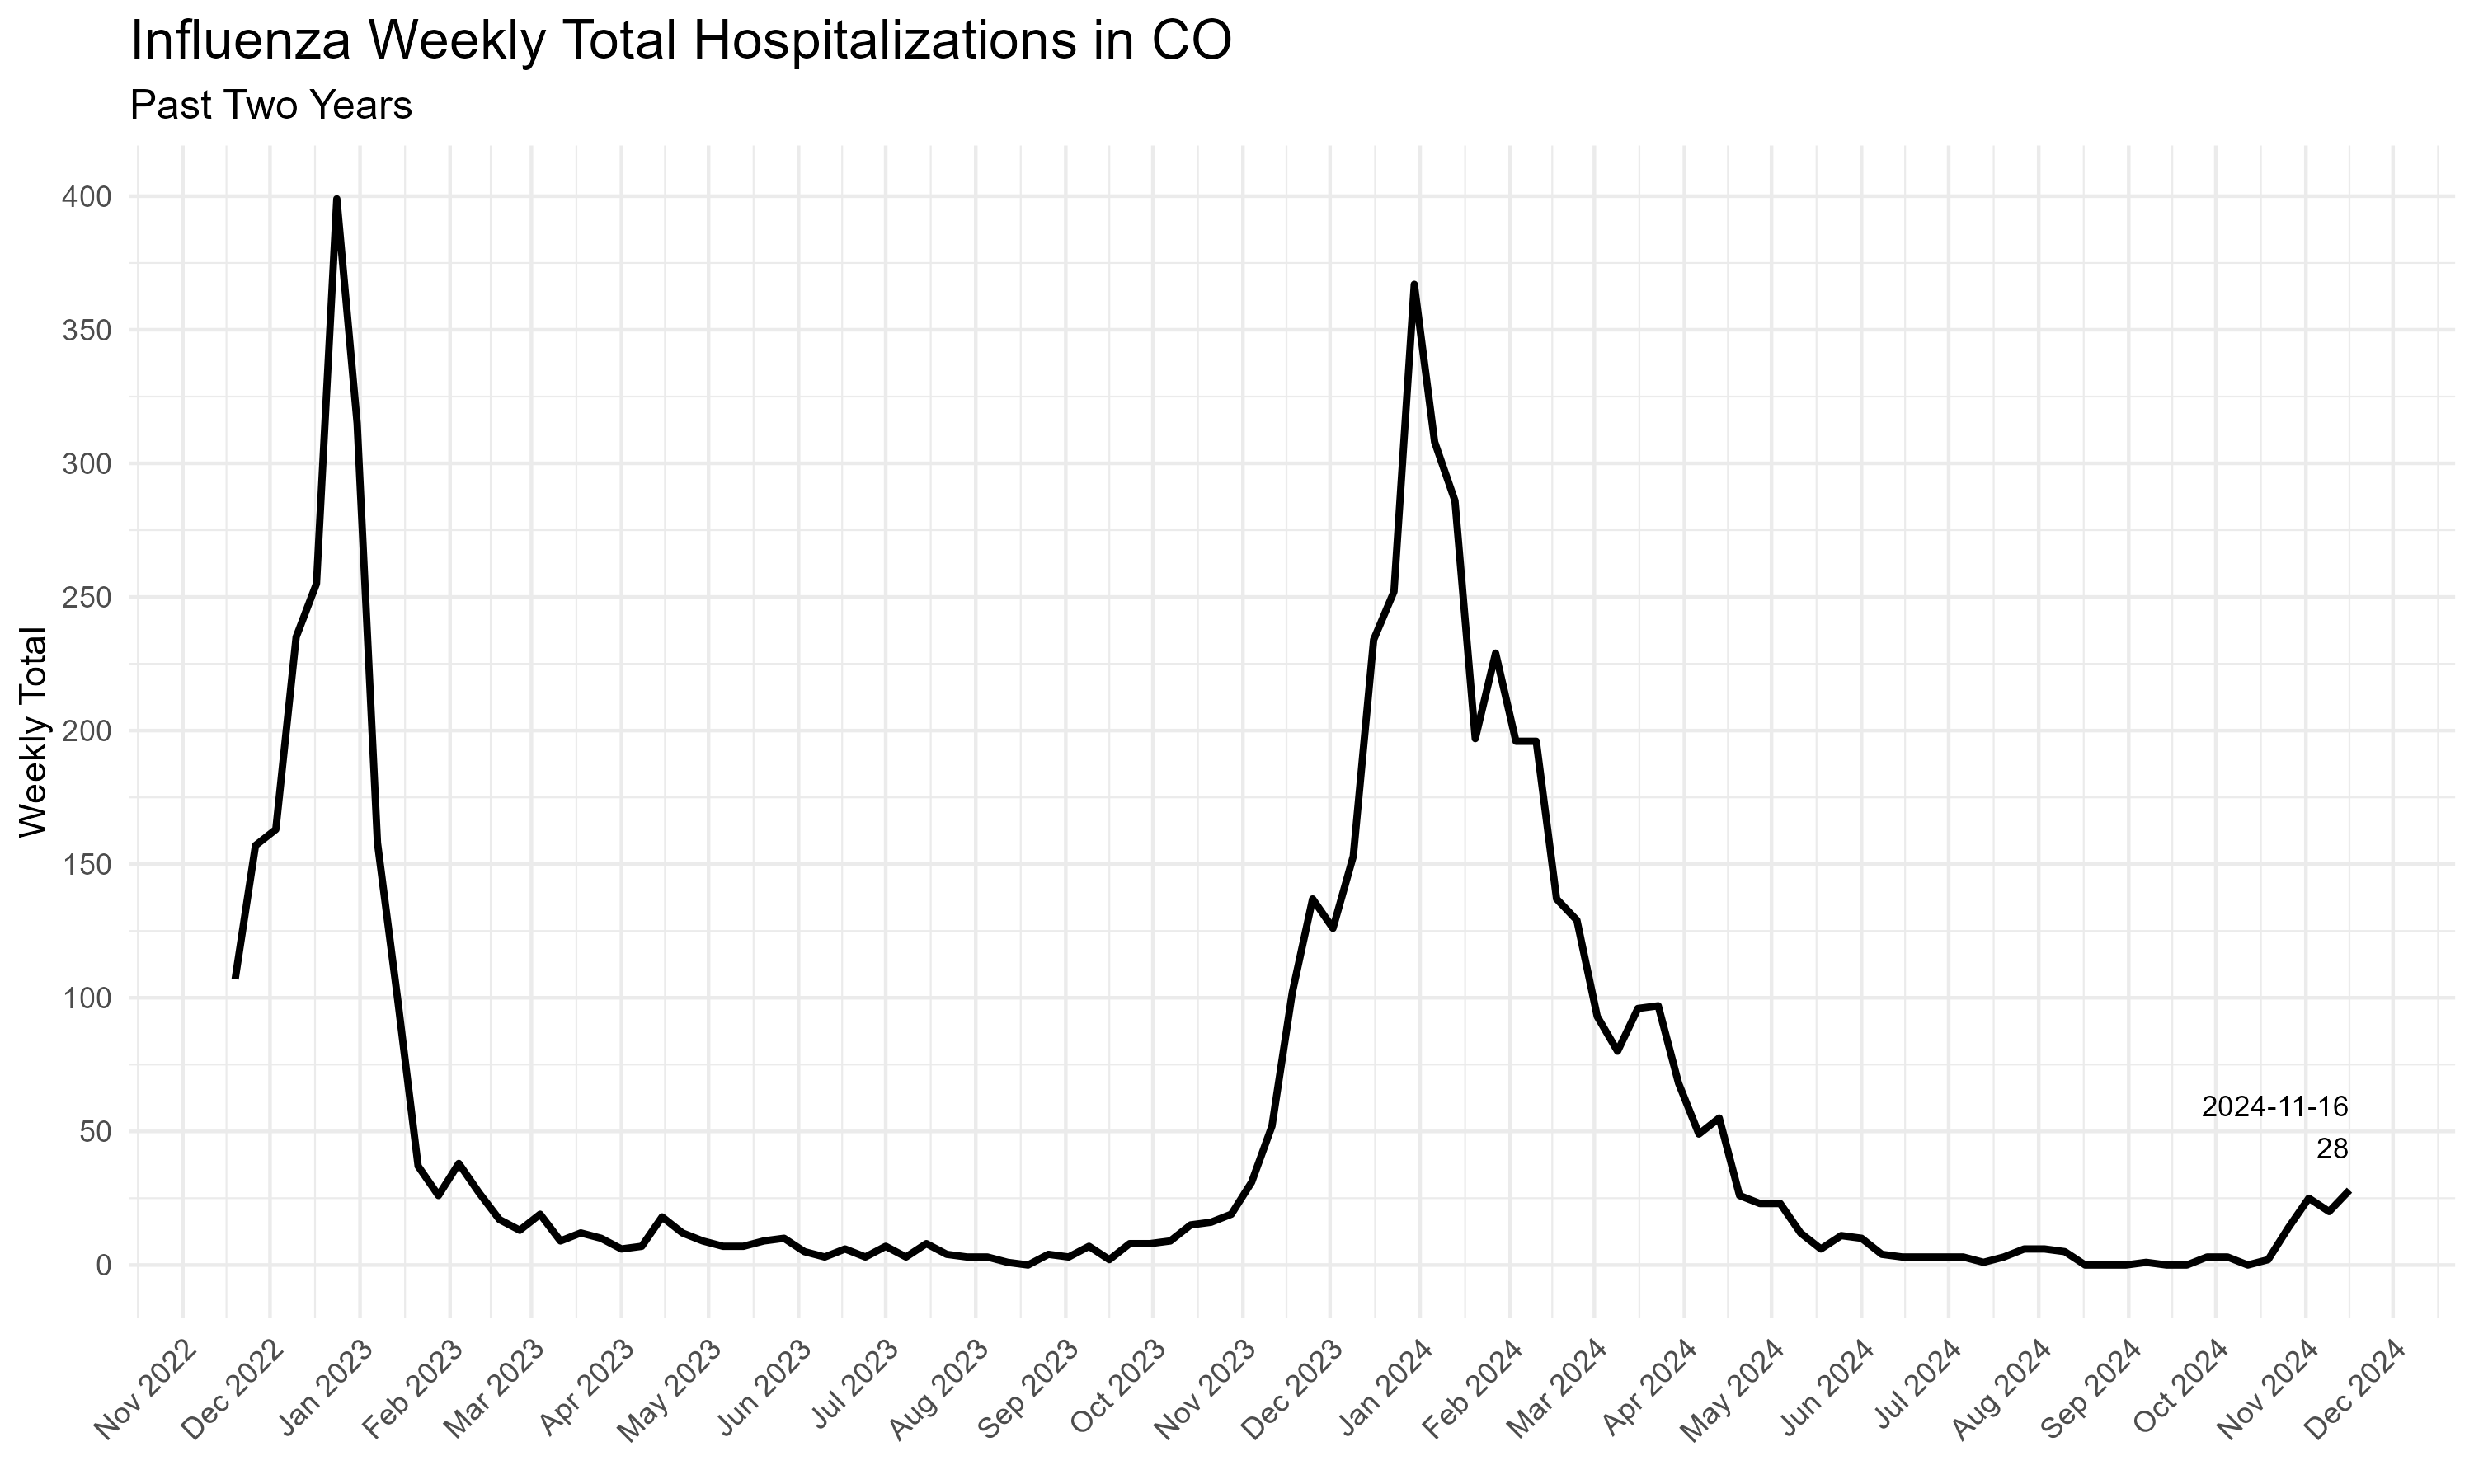 Influenza Weekly Total Hospitalizations in CO
Past Two Years
Weekly Total
400
350
300
250
200
150
100
50
0
2024-11-16
28
Nov 2022
Dec 2022
Jan 2023
Feb 2023
Mar 2023
Apr 2023
May 2023
Jun 2023
Jul 2023
Aug 2023
Sep 2023
Oct 2023
Nov 2023
Dec 2023
Jan 2024
Feb 2024
Mar 2024
Apr 2024
May 2024
Jun 2024
Jul 2024
Aug 2024
Sep 2024
Oct 2024
Nov 2024
Dec 2024